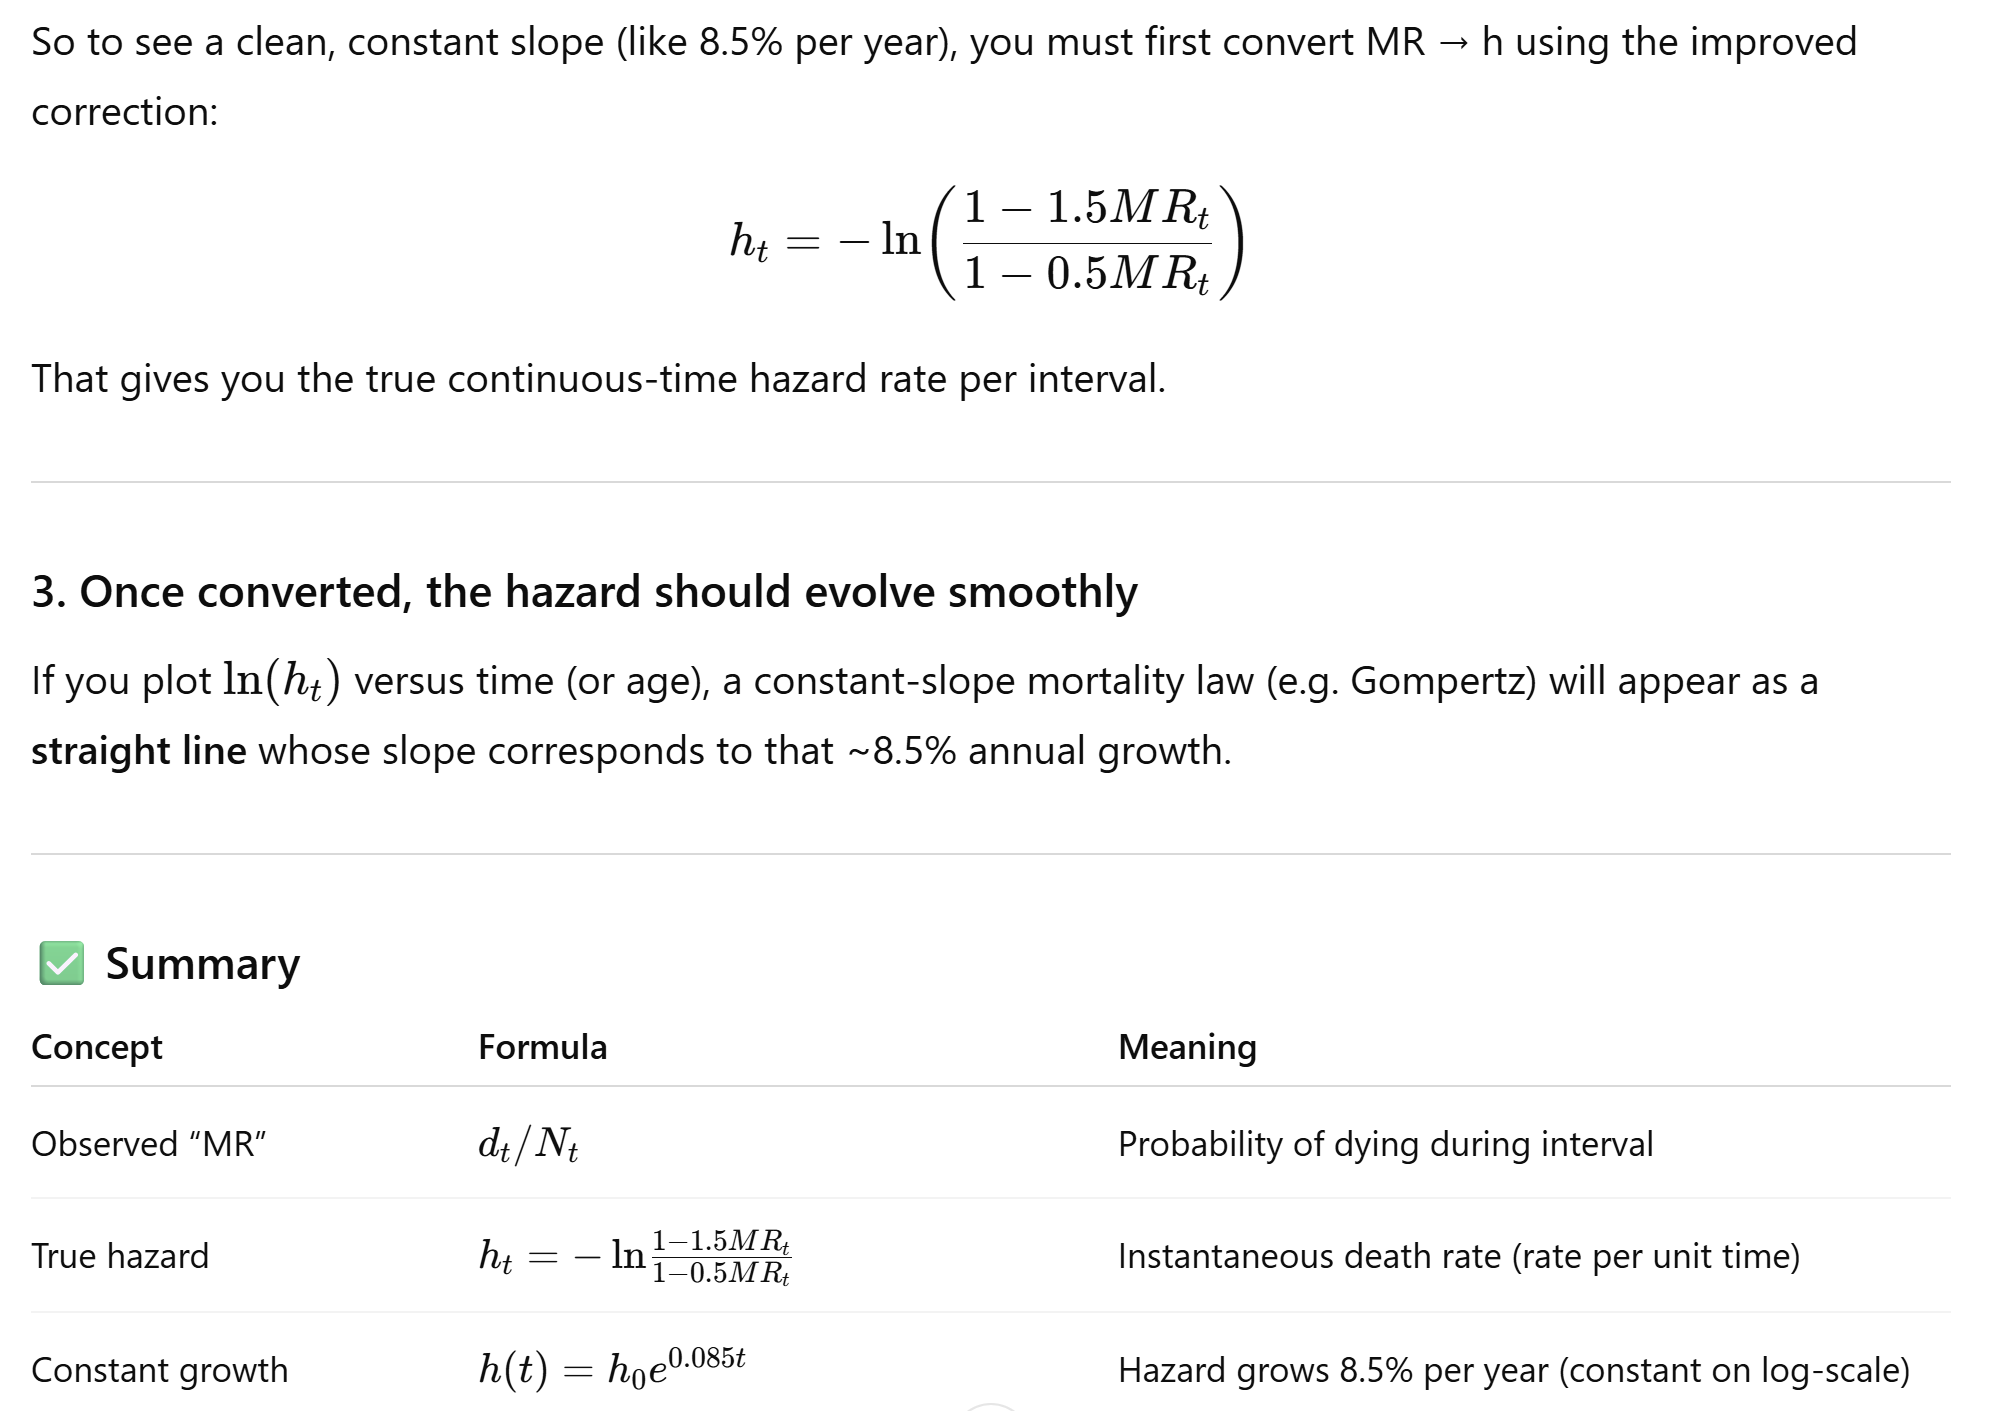 So to see a clean, constant slope (like 8.5% per year), you must first convert MR → h using the improved
correction:
h_t = − ln( (1 − 1.5MR_t) / (1 − 0.5MR_t) )
That gives you the true continuous-time hazard rate per interval.
3. Once converted, the hazard should evolve smoothly
If you plot ln(h_t) versus time (or age), a constant-slope mortality law (e.g. Gompertz) will appear as a
straight line whose slope corresponds to that ~8.5% annual growth.
✅ Summary
Concept Formula Meaning
Observed “MR” d_t/N_t Probability of dying during interval
True hazard h_t = − ln (1−1.5MR_t)/(1−0.5MR_t) Instantaneous death rate (rate per unit time)
Constant growth h(t) = h_0e^{0.085t} Hazard grows 8.5% per year (constant on log-scale)